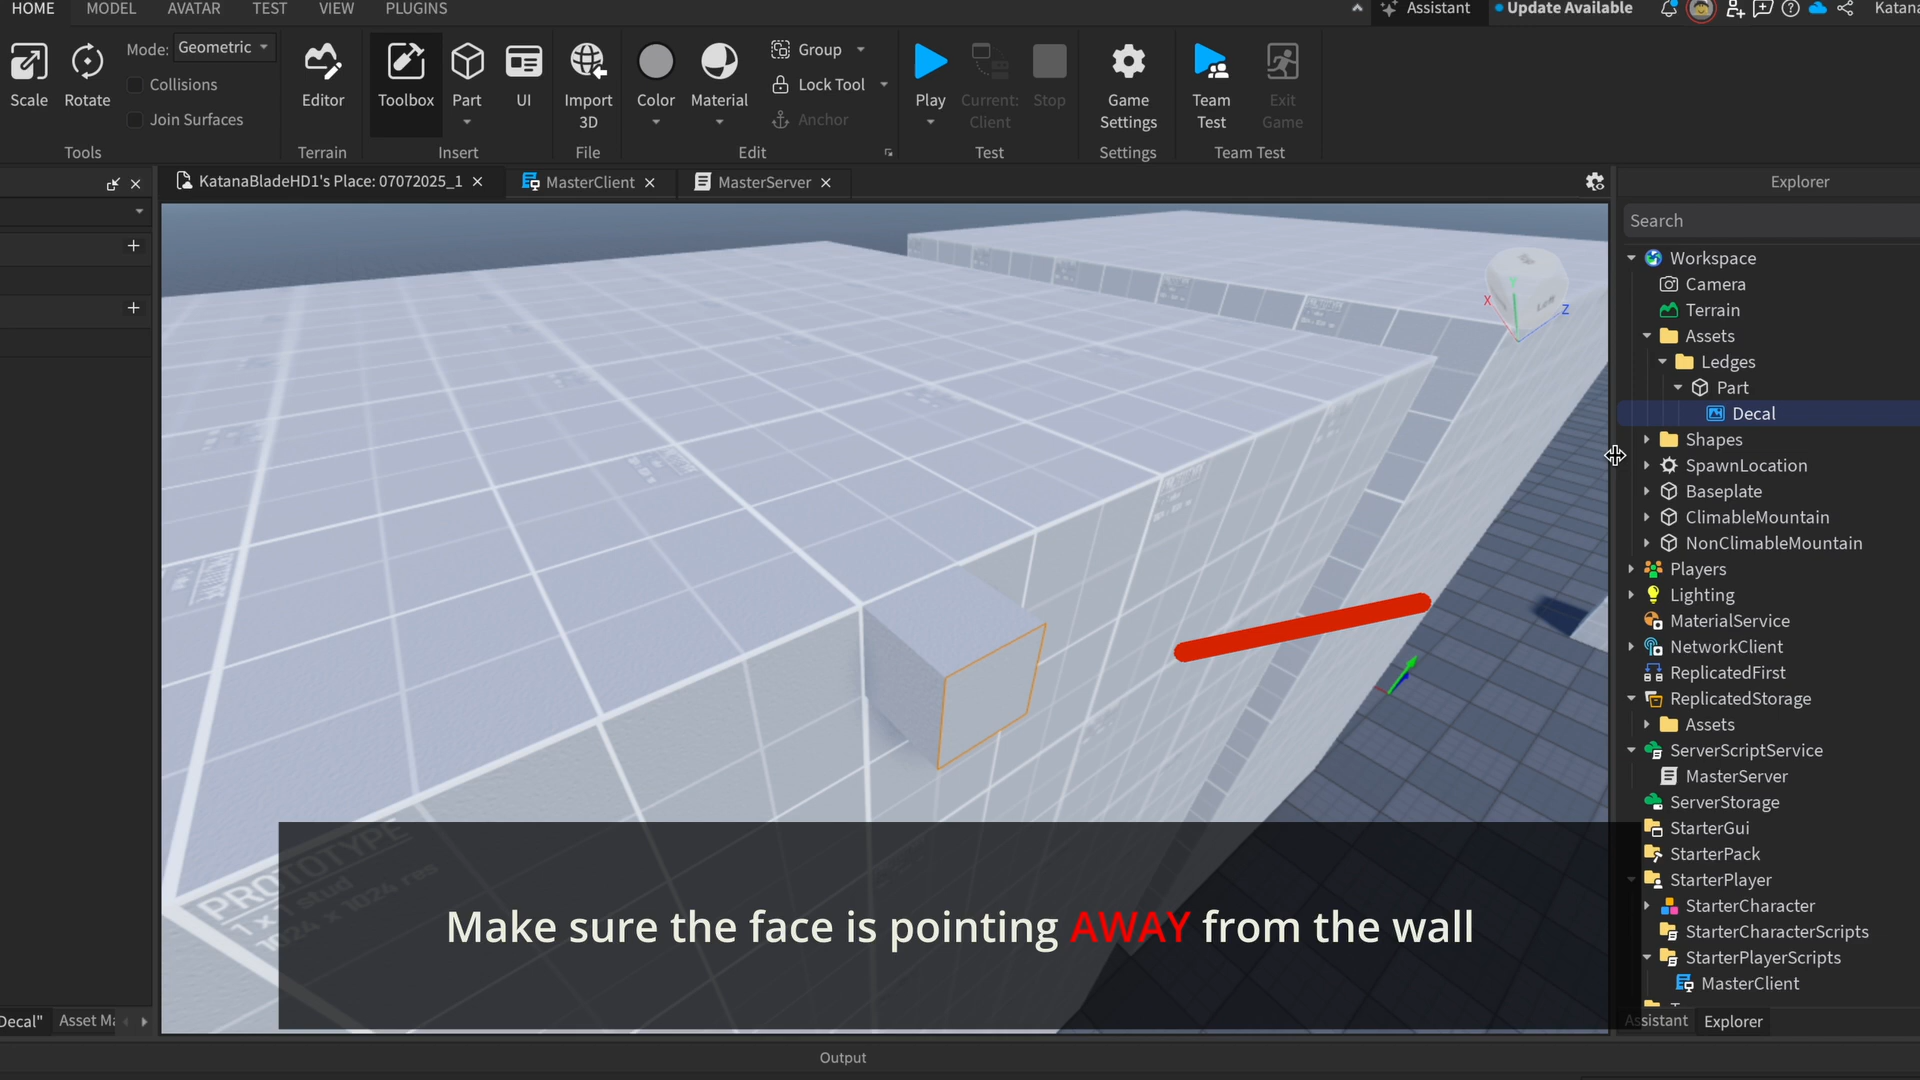 HOME MODEL AVATAR TEST VIEW PLUGINS
Assistant Update Available Katana
Mode: Geometric
Collisions
Join Surfaces
Scale Rotate
Tools
Editor
Terrain
Toolbox Part UI
Insert
Import
3D
File
Color Material
Group
Lock Tool
Anchor
Edit
Play Current: Stop
Client
Test
Game
Settings
Settings
Team
Test
Exit
Game
Team Test
KatanaBladeHD1's Place: 07072025_1
MasterClient
MasterServer
Explorer
Search
Workspace
Camera
Terrain
Assets
Ledges
Part
Decal
Shapes
SpawnLocation
Baseplate
ClimableMountain
NonClimableMountain
Players
Lighting
MaterialService
NetworkClient
ReplicatedFirst
ReplicatedStorage
Assets
ServerScriptService
MasterServer
ServerStorage
StarterGui
StarterPack
StarterPlayer
StarterCharacter
StarterCharacterScripts
StarterPlayerScripts
MasterClient
X Y Z
Left
PROTOTYPE
1 x 1 stud
1024 x 1024 res
Make sure the face is pointing AWAY from the wall
Decal" Asset Ma
Assistant Explorer
Output